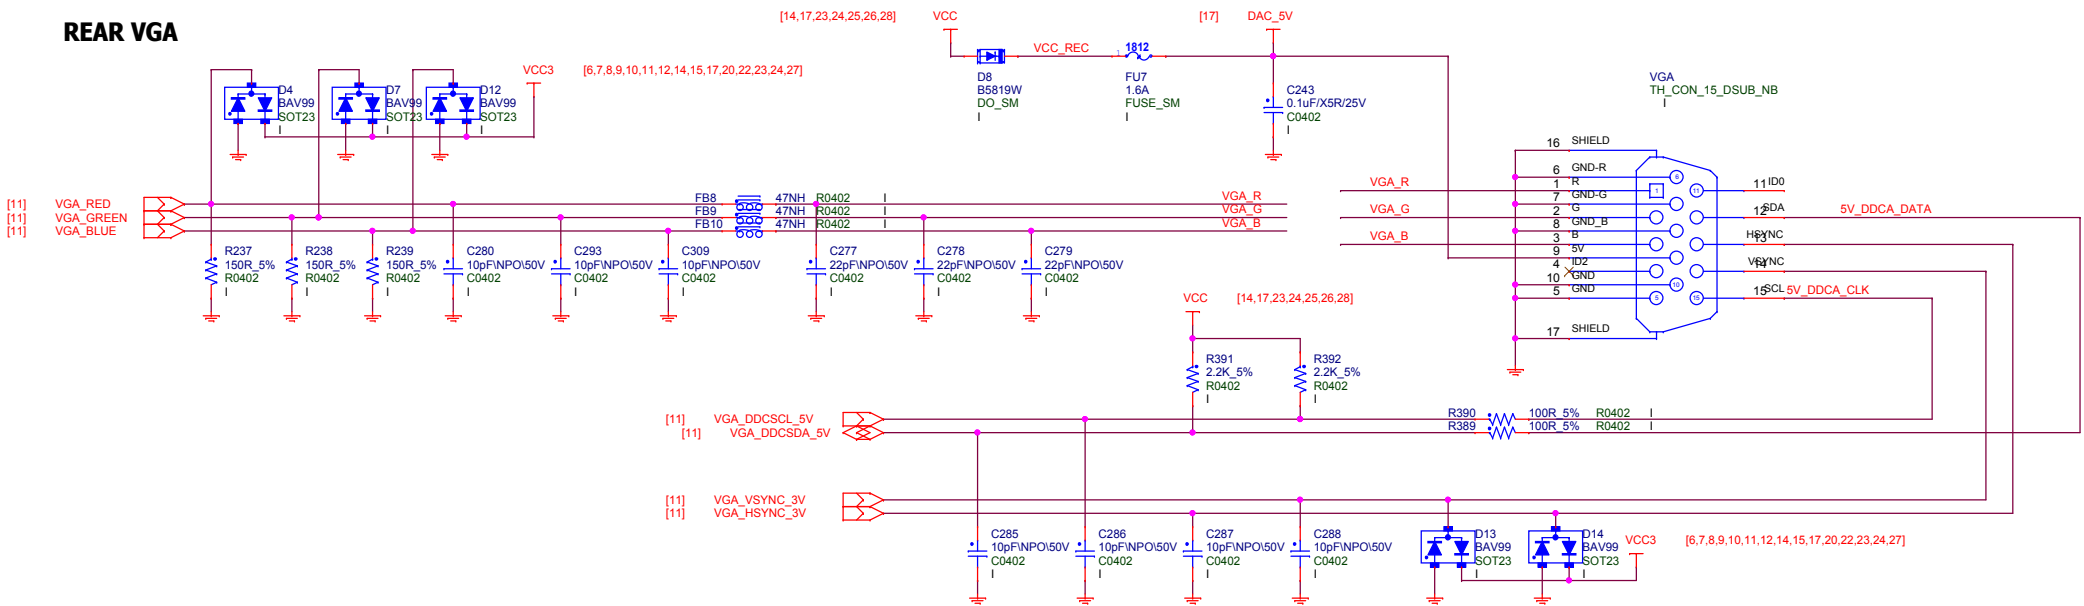 REAR VGA
[14,17,23,24,25,26,28] VCC
[17] DAC_5V
VCC_REC
1
1812
D8
B5819W
DO_SM
I
FU7
1.6A
FUSE_SM
I
C243
0.1uF/X5R/25V
C0402
I
VCC3 [6,7,8,9,10,11,12,14,15,17,20,22,23,24,27]
D4
BAV99
SOT23
I
D7
BAV99
SOT23
I
D12
BAV99
SOT23
I
VGA
TH_CON_15_DSUB_NB
I
16 SHIELD
6 GND-R
1 R
7 GND-G
2 G
8 GND_B
3 B
9 5V
4 ID2
10 GND
5 GND
17 SHIELD
6
1
11
10
5
15
11 ID0
12 SDA
13 HSYNC
14 VSYNC
15 SCL
5V_DDCA_DATA
5V_DDCA_CLK
VGA_R
VGA_G
VGA_B
[11] VGA_RED
[11] VGA_GREEN
[11] VGA_BLUE
FB8 47NH R0402 I
FB9 47NH R0402 I
FB10 47NH R0402 I
VGA_R
VGA_G
VGA_B
R237
150R_5%
R0402
I
R238
150R_5%
R0402
I
R239
150R_5%
R0402
I
C280
10pF\NPO\50V
C0402
I
C293
10pF\NPO\50V
C0402
I
C309
10pF\NPO\50V
C0402
I
C277
22pF\NPO\50V
C0402
I
C278
22pF\NPO\50V
C0402
I
C279
22pF\NPO\50V
C0402
I
VCC [14,17,23,24,25,26,28]
R391
2.2K_5%
R0402
I
R392
2.2K_5%
R0402
I
[11] VGA_DDCSCL_5V
[11] VGA_DDCSDA_5V
R390 100R_5% R0402 I
R389 100R_5% R0402 I
[11] VGA_VSYNC_3V
[11] VGA_HSYNC_3V
C285
10pF\NPO\50V
C0402
I
C286
10pF\NPO\50V
C0402
I
C287
10pF\NPO\50V
C0402
I
C288
10pF\NPO\50V
C0402
I
D13
BAV99
SOT23
I
D14
BAV99
SOT23
I
VCC3 [6,7,8,9,10,11,12,14,15,17,20,22,23,24,27]